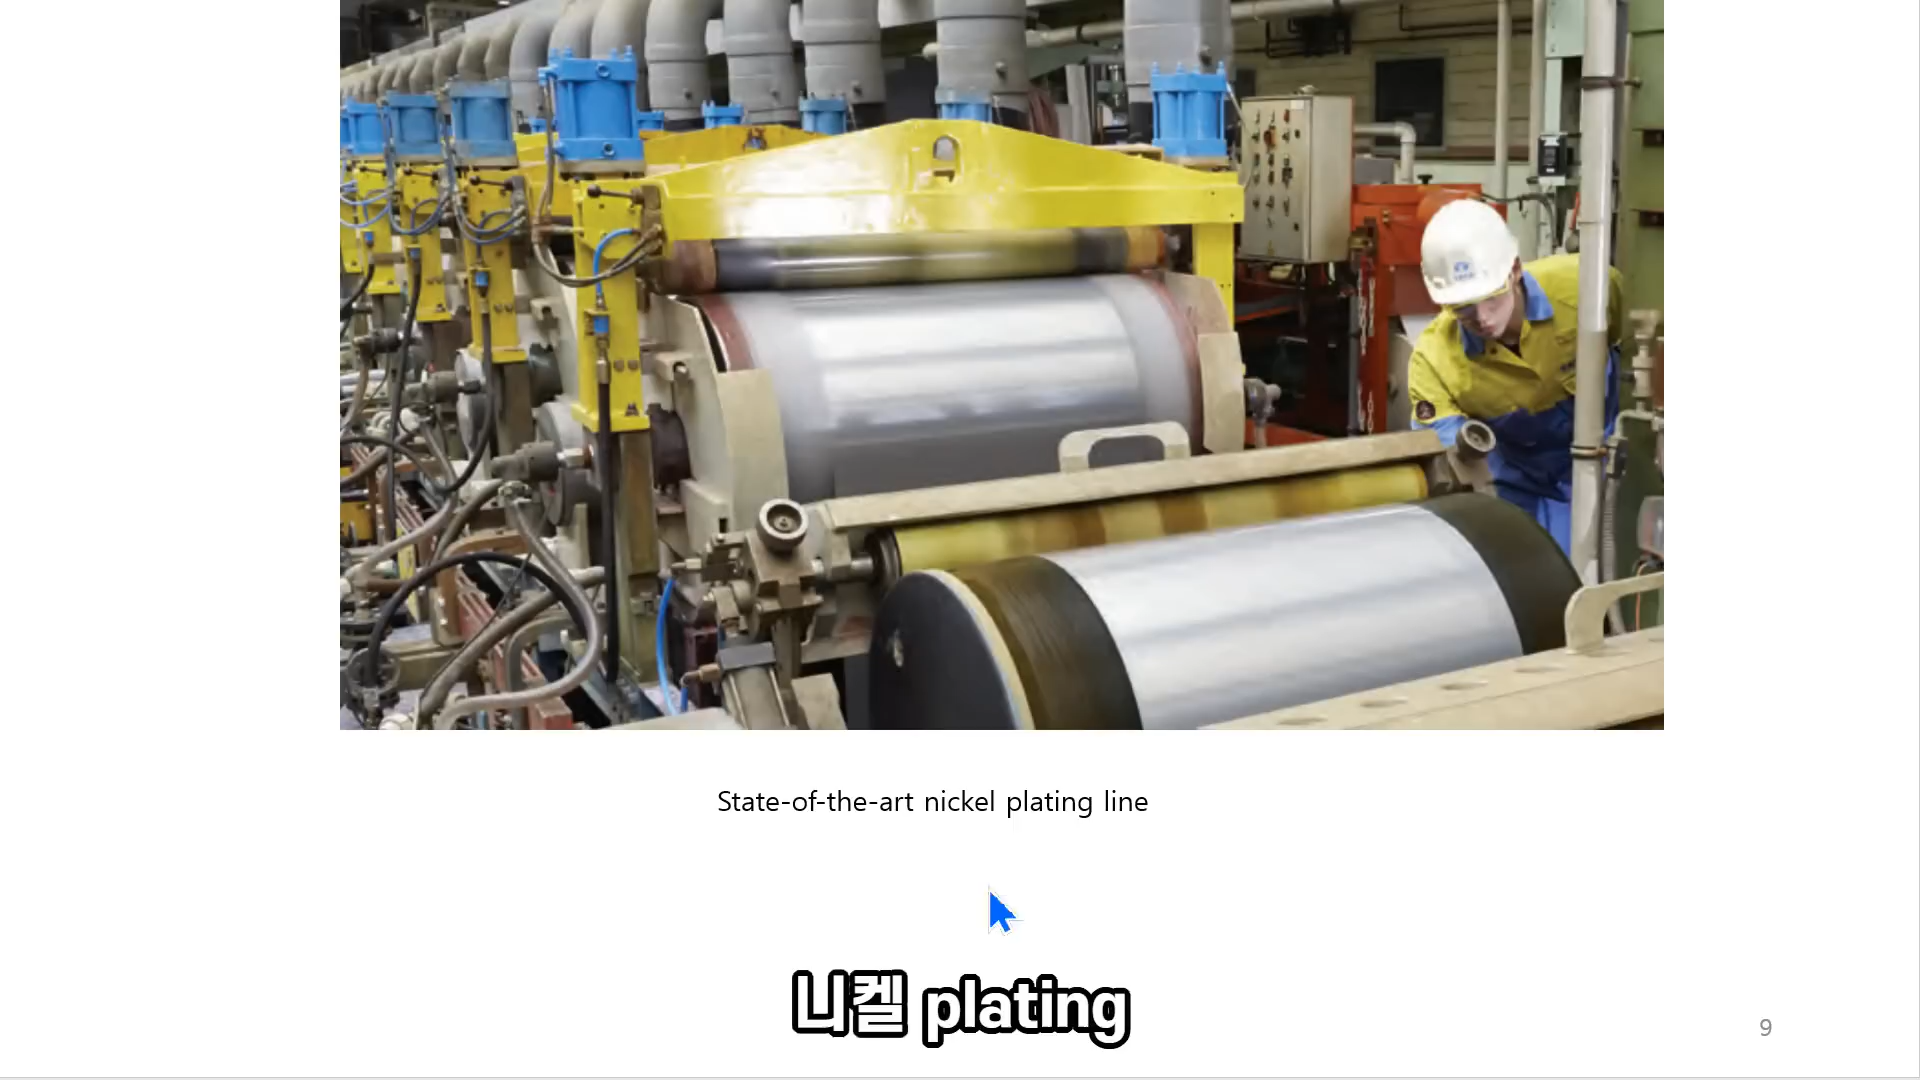 State-of-the-art nickel plating line
니켈 plating
9